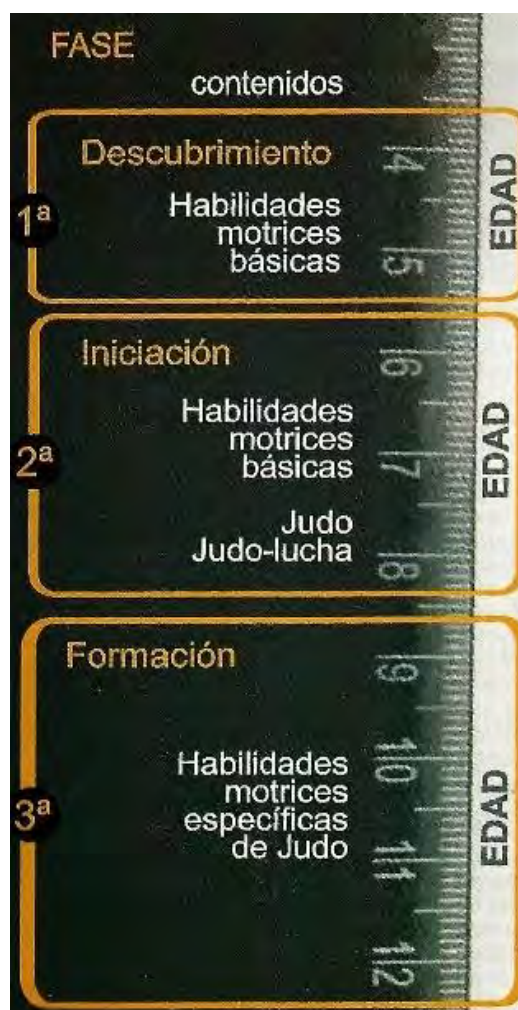 FASE
contenidos
1ª
Descubrimiento
Habilidades
motrices
básicas
4
5
EDAD
2ª
Iniciación
Habilidades
motrices
básicas
Judo
Judo-lucha
6
7
8
EDAD
3ª
Formación
Habilidades
motrices
específicas
de Judo
9
10
11
12
EDAD